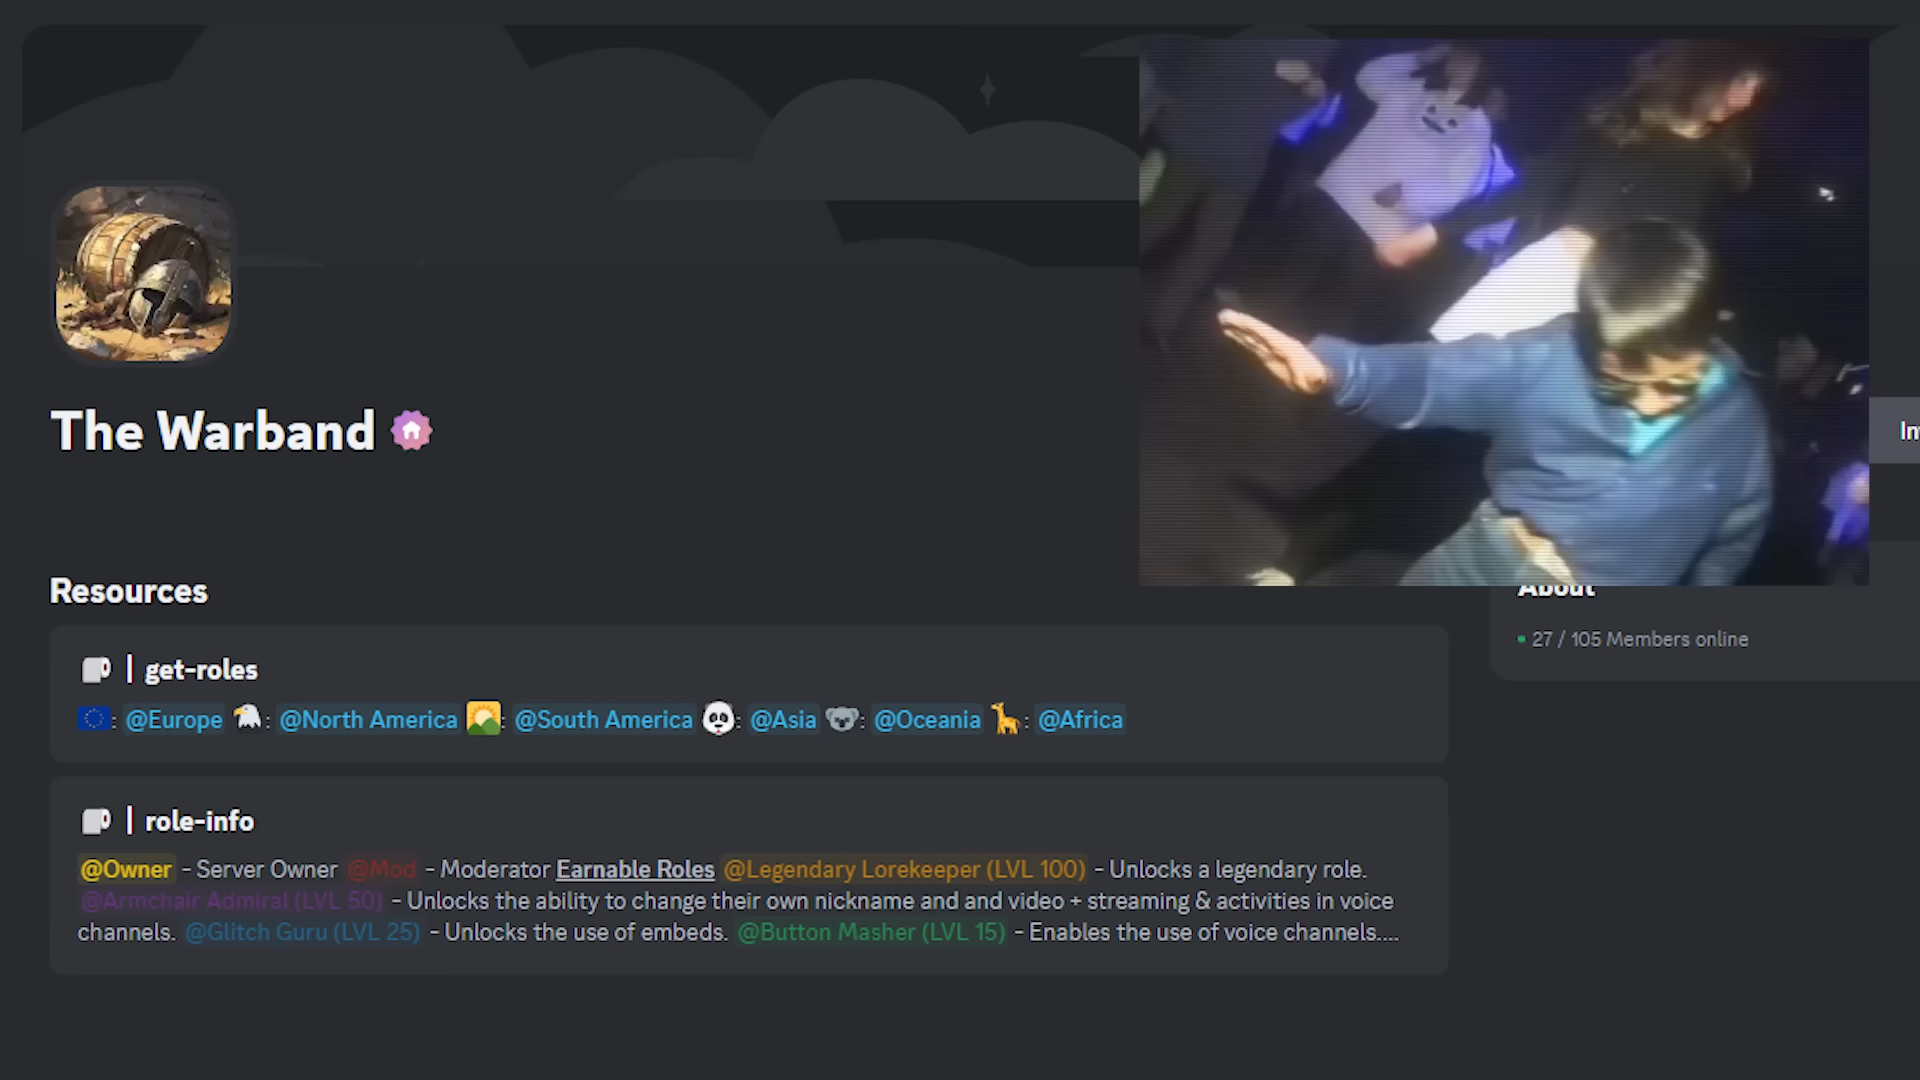 The Warband
In
Resources
About
27 / 105 Members online
| get-roles
: @Europe : @North America : @South America : @Asia : @Oceania : @Africa
| role-info
@Owner - Server Owner @Mod - Moderator Earnable Roles @Legendary Lorekeeper (LVL 100) - Unlocks a legendary role.
@Armchair Admiral (LVL 50) - Unlocks the ability to change their own nickname and and video + streaming & activities in voice
channels. @Glitch Guru (LVL 25) - Unlocks the use of embeds. @Button Masher (LVL 15) - Enables the use of voice channels....